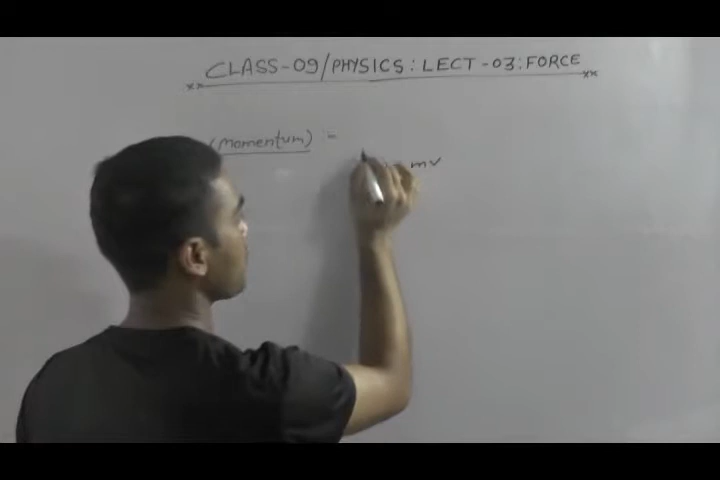 CLASS-09/PHYSICS: LECT-03: FORCE
(Momentum) :-
= mv